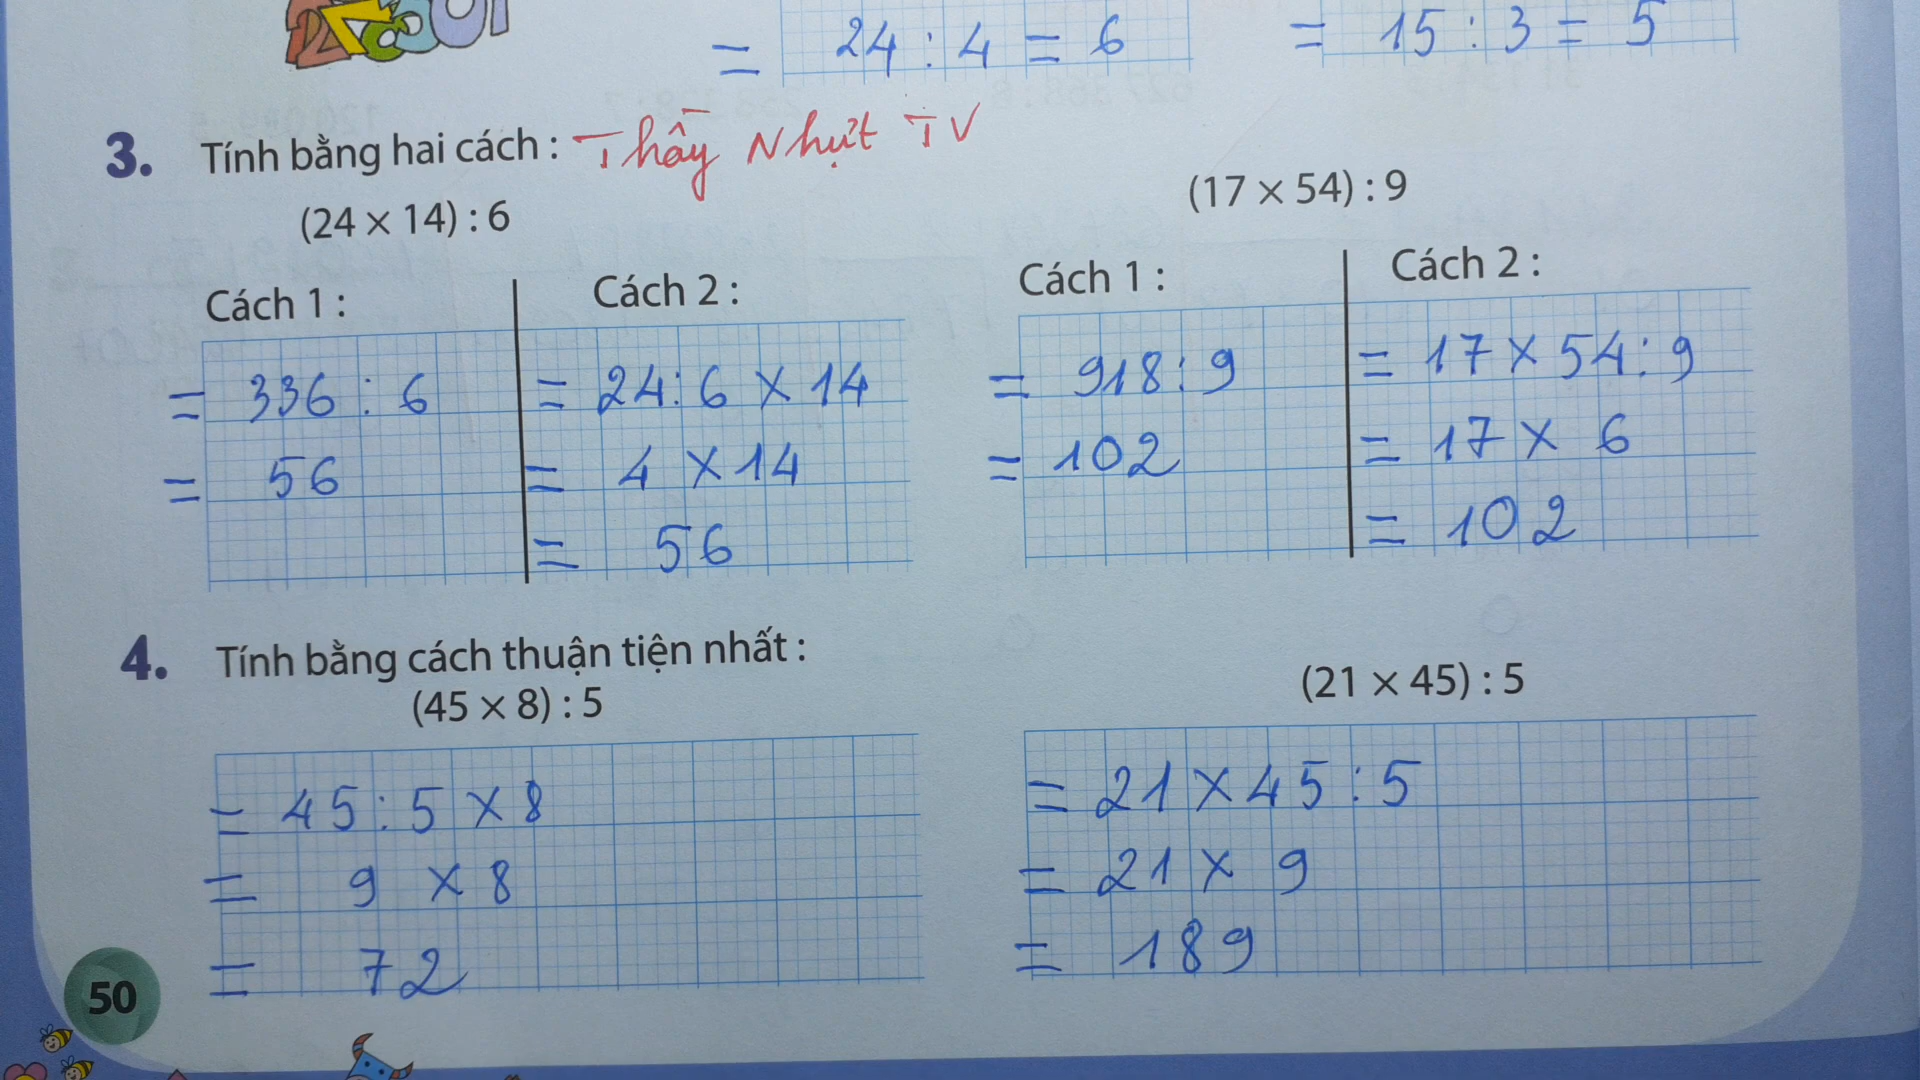 = 24 : 4 = 6
= 15 : 3 = 5
3. Tính bằng hai cách : Thầy Nhựt TV
(24 × 14) : 6
Cách 1 :
= 336 : 6
= 56
Cách 2 :
= 24 : 6 × 14
= 4 × 14
= 56
(17 × 54) : 9
Cách 1 :
= 918 : 9
= 102
Cách 2 :
= 17 × 54 : 9
= 17 × 6
= 102
4. Tính bằng cách thuận tiện nhất :
(45 × 8) : 5
= 45 : 5 × 8
= 9 × 8
= 72
(21 × 45) : 5
= 21 × 45 : 5
= 21 × 9
= 189
50